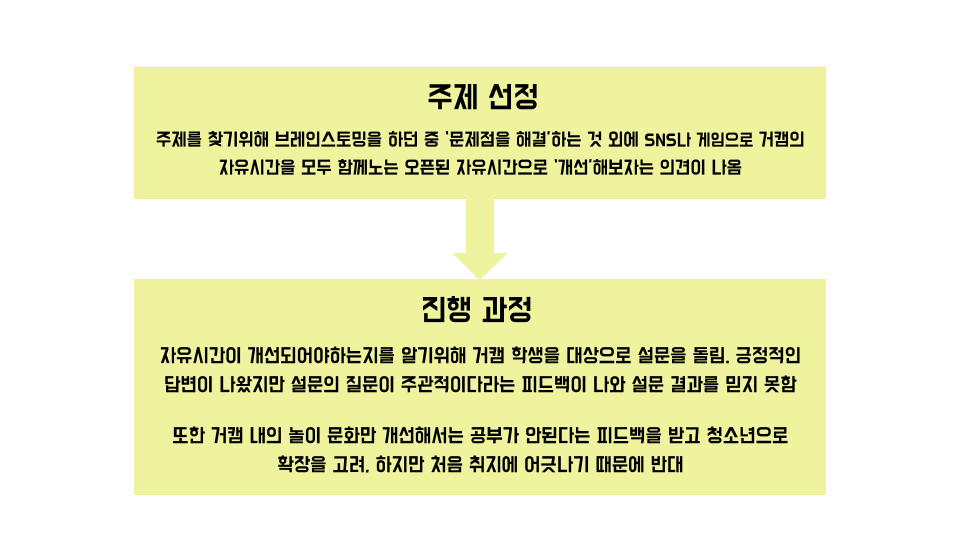 주제 선정
주제를 찾기위해 브레인스토밍을 하던 중 '문제점을 해결'하는 것 외에 SNS나 게임으로 거캠의
자유시간을 모두 함께노는 오픈된 자유시간으로 '개선'해보자는 의견이 나옴
진행 과정
자유시간이 개선되어야하는지를 알기위해 거캠 학생을 대상으로 설문을 돌림. 긍정적인
답변이 나왔지만 설문의 질문이 주관적이다라는 피드백이 나와 설문 결과를 믿지 못함
또한 거캠 내의 놀이 문화만 개선해서는 공부가 안된다는 피드백을 받고 청소년으로
확장을 고려. 하지만 처음 취지에 어긋나기 때문에 반대